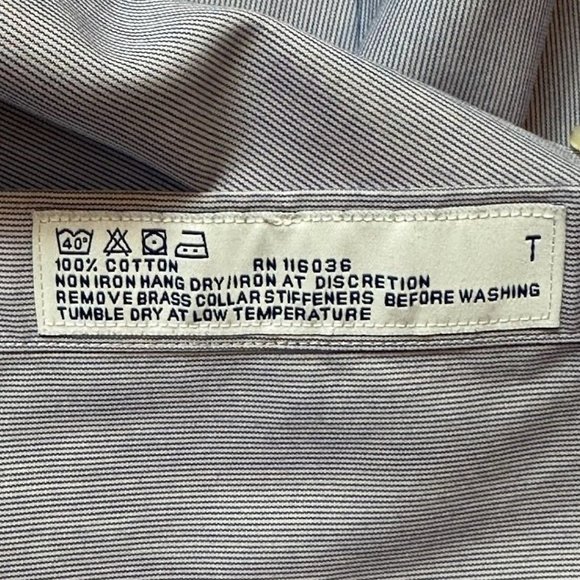 40°
T
100% COTTON RN 116036
NON IRON HANG DRY/IRON AT DISCRETION
REMOVE BRASS COLLAR STIFFENERS BEFORE WASHING
TUMBLE DRY AT LOW TEMPERATURE